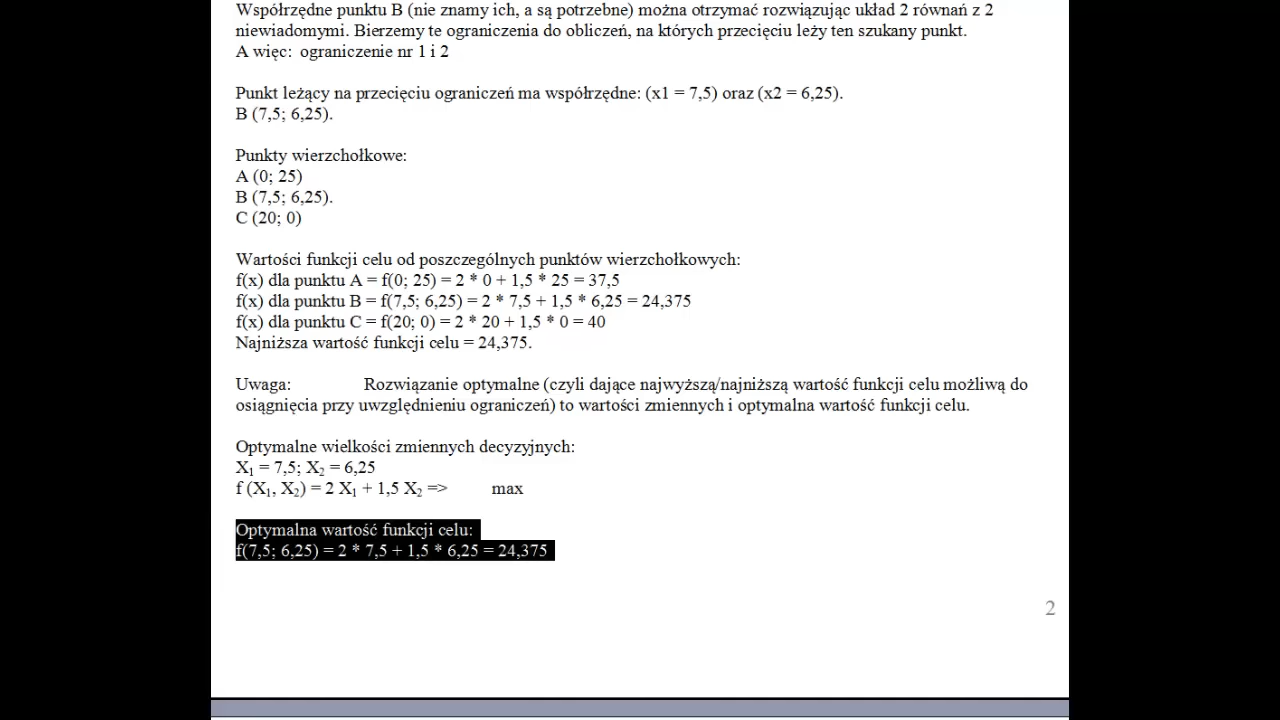 Współrzędne punktu B (nie znamy ich, a są potrzebne) można otrzymać rozwiązując układ 2 równań z 2
niewiadomymi. Bierzemy te ograniczenia do obliczeń, na których przecięciu leży ten szukany punkt.
A więc: ograniczenie nr 1 i 2
Punkt leżący na przecięciu ograniczeń ma współrzędne: (x1 = 7,5) oraz (x2 = 6,25).
B (7,5; 6,25).
Punkty wierzchołkowe:
A (0; 25)
B (7,5; 6,25).
C (20; 0)
Wartości funkcji celu od poszczególnych punktów wierzchołkowych:
f(x) dla punktu A = f(0; 25) = 2 * 0 + 1,5 * 25 = 37,5
f(x) dla punktu B = f(7,5; 6,25) = 2 * 7,5 + 1,5 * 6,25 = 24,375
f(x) dla punktu C = f(20; 0) = 2 * 20 + 1,5 * 0 = 40
Najniższa wartość funkcji celu = 24,375.
Uwaga: Rozwiązanie optymalne (czyli dające najwyższą/najniższą wartość funkcji celu możliwą do
osiągnięcia przy uwzględnieniu ograniczeń) to wartości zmiennych i optymalna wartość funkcji celu.
Optymalne wielkości zmiennych decyzyjnych:
X₁ = 7,5; X₂ = 6,25
f (X₁, X₂) = 2 X₁ + 1,5 X₂ => max
Optymalna wartość funkcji celu:
f(7,5; 6,25) = 2 * 7,5 + 1,5 * 6,25 = 24,375
2